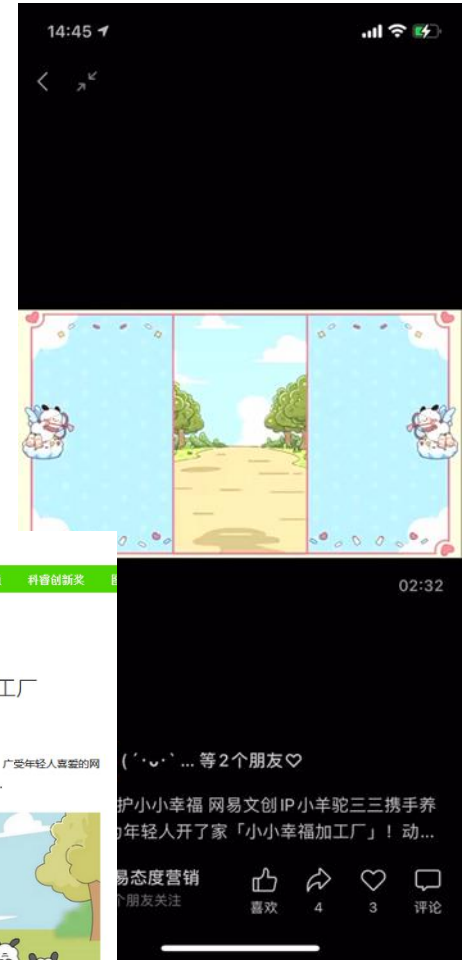 14:45
02:32
科睿创新奖
工厂
广受年轻人喜爱的网
( ´·ᴗ·` ... 等2个朋友♡
护小小幸福 网易文创IP小羊驼三三携手养
年轻人开了家「小小幸福加工厂」！动...
易态度营销
个朋友关注
喜欢
4
3
评论